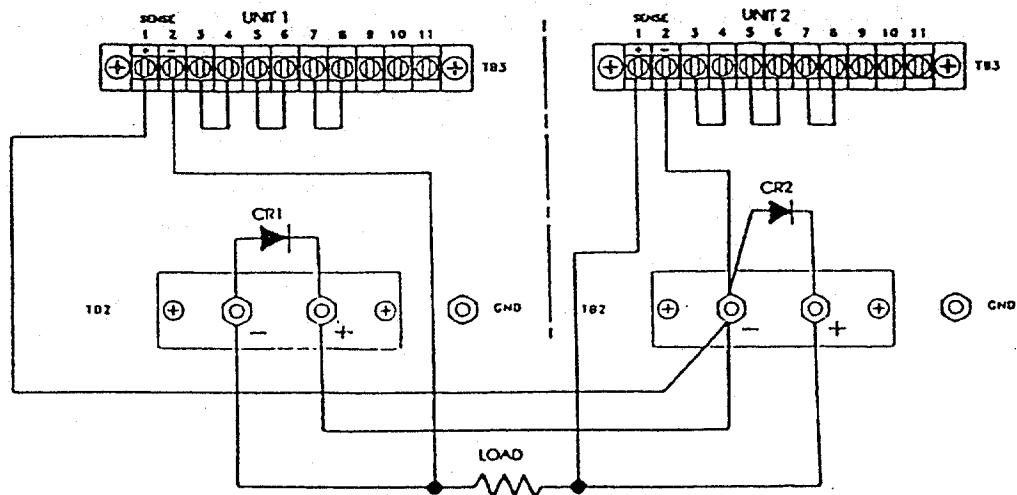 SENSE UNIT 1
1 2 3 4 5 6 7 8 9 10 11
+ −
TB3
SENSE UNIT 2
1 2 3 4 5 6 7 8 9 10 11
+ −
TB3
CR1
CR2
TB2
− +
GND
TB2
− +
GND
LOAD